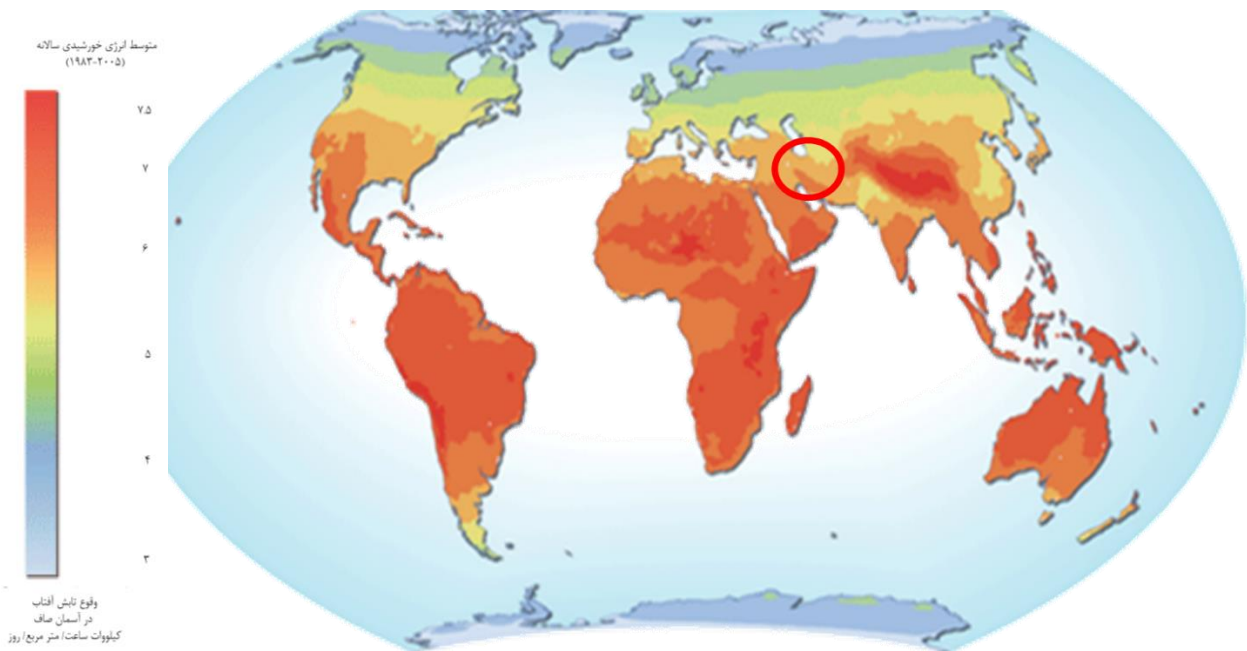 متوسط انرژی خورشیدی سالانه
(۱۹۸۳-۲۰۰۵)
۷.۵
۷
۶
۵
۴
۳
وقوع تابش آفتاب
در آسمان صاف
کیلووات ساعت/ متر مربع/ روز